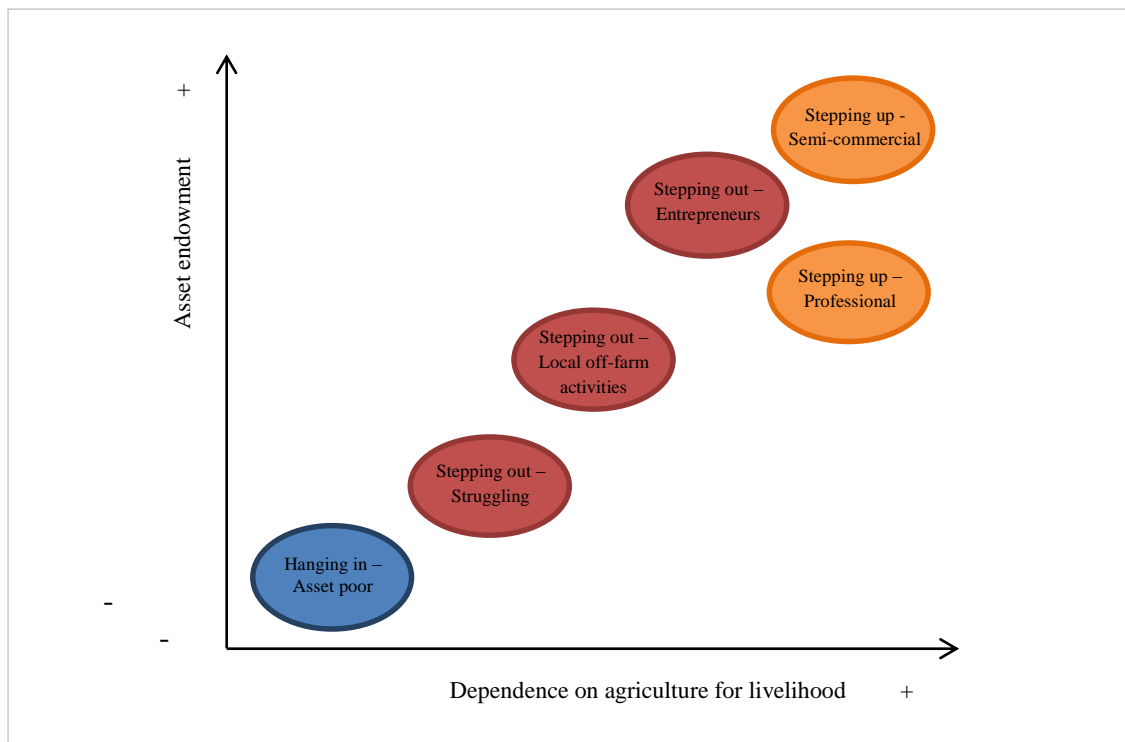 +
Asset endowment
Stepping up -
Semi-commercial
Stepping out –
Entrepreneurs
Stepping up –
Professional
Stepping out –
Local off-farm
activities
Stepping out –
Struggling
Hanging in –
Asset poor
-
-
Dependence on agriculture for livelihood +